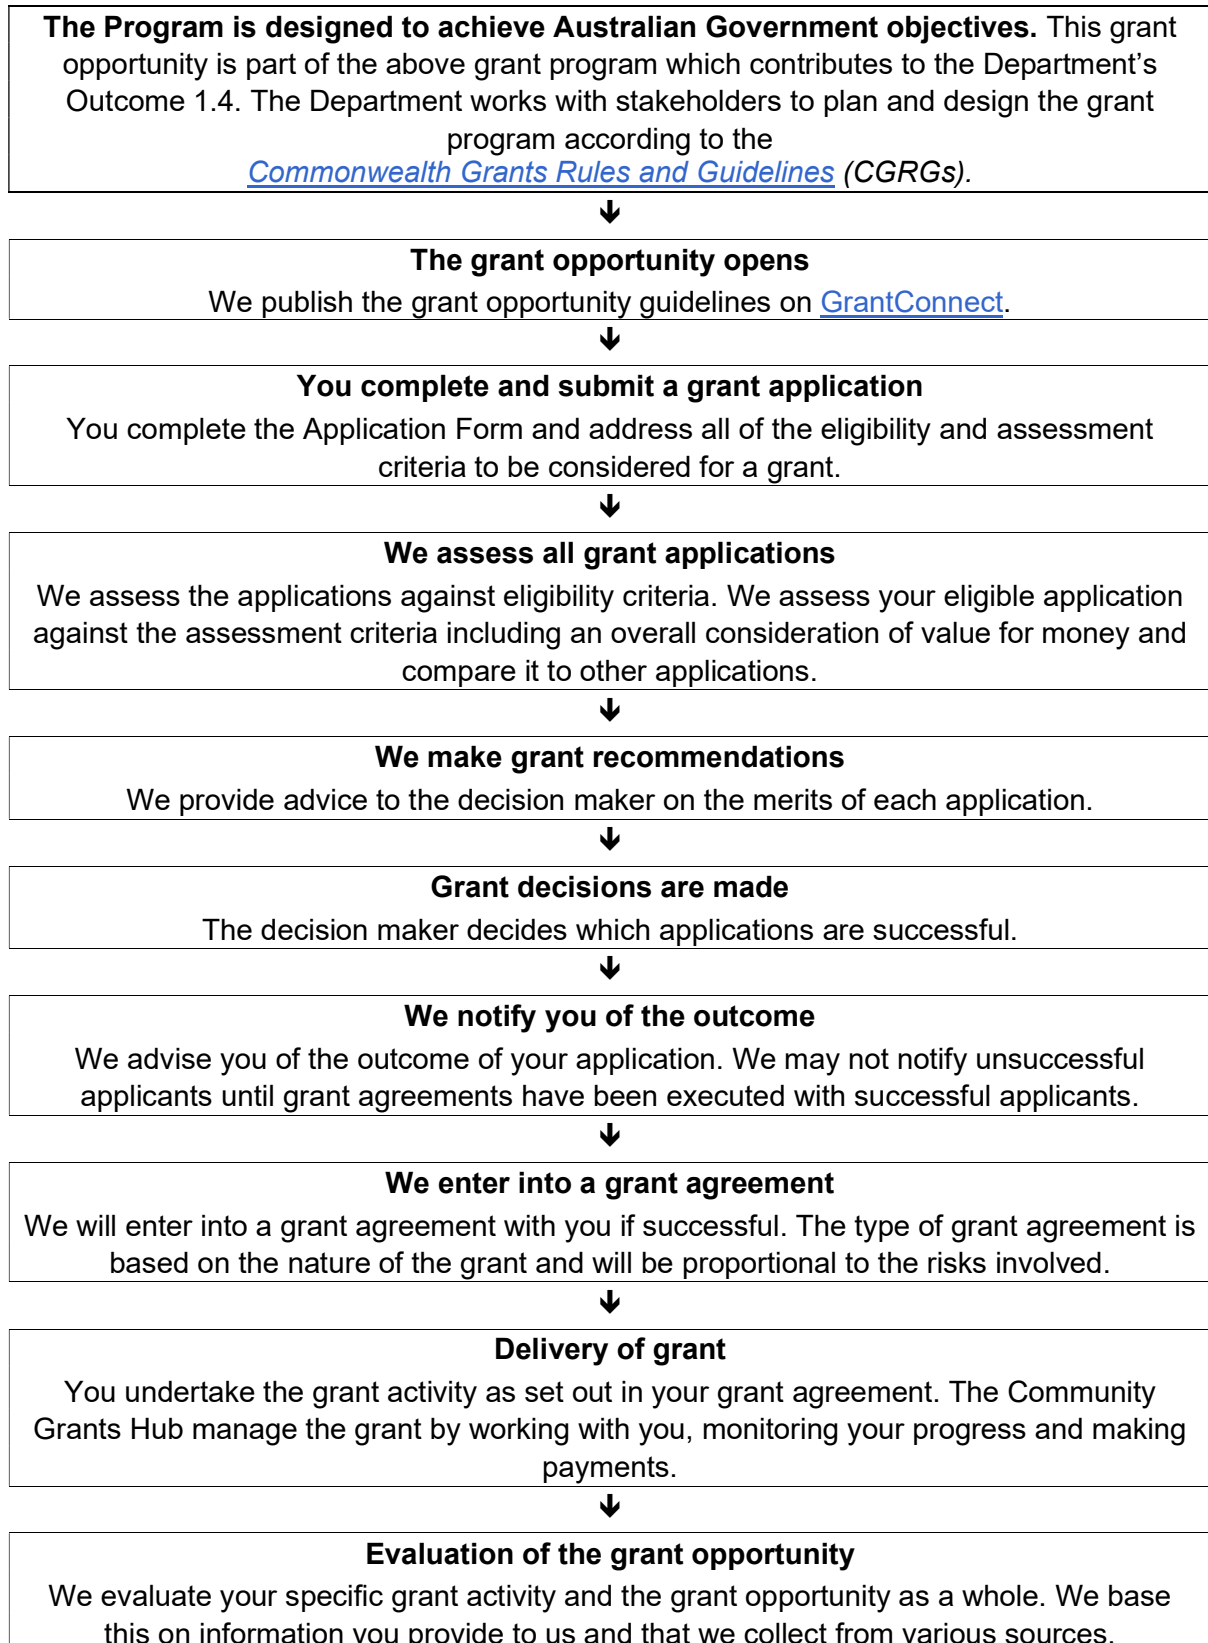 The Program is designed to achieve Australian Government objectives. This grant
opportunity is part of the above grant program which contributes to the Department’s
Outcome 1.4. The Department works with stakeholders to plan and design the grant
program according to the
Commonwealth Grants Rules and Guidelines (CGRGs).
The grant opportunity opens
We publish the grant opportunity guidelines on GrantConnect.
You complete and submit a grant application
You complete the Application Form and address all of the eligibility and assessment
criteria to be considered for a grant.
We assess all grant applications
We assess the applications against eligibility criteria. We assess your eligible application
against the assessment criteria including an overall consideration of value for money and
compare it to other applications.
We make grant recommendations
We provide advice to the decision maker on the merits of each application.
Grant decisions are made
The decision maker decides which applications are successful.
We notify you of the outcome
We advise you of the outcome of your application. We may not notify unsuccessful
applicants until grant agreements have been executed with successful applicants.
We enter into a grant agreement
We will enter into a grant agreement with you if successful. The type of grant agreement is
based on the nature of the grant and will be proportional to the risks involved.
Delivery of grant
You undertake the grant activity as set out in your grant agreement. The Community
Grants Hub manage the grant by working with you, monitoring your progress and making
payments.
Evaluation of the grant opportunity
We evaluate your specific grant activity and the grant opportunity as a whole. We base
this on information you provide to us and that we collect from various sources.